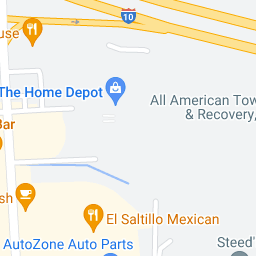 10
use
The Home Depot
All American Tow
& Recovery,
Bar
sh
El Saltillo Mexican
Steed'
AutoZone Auto Parts